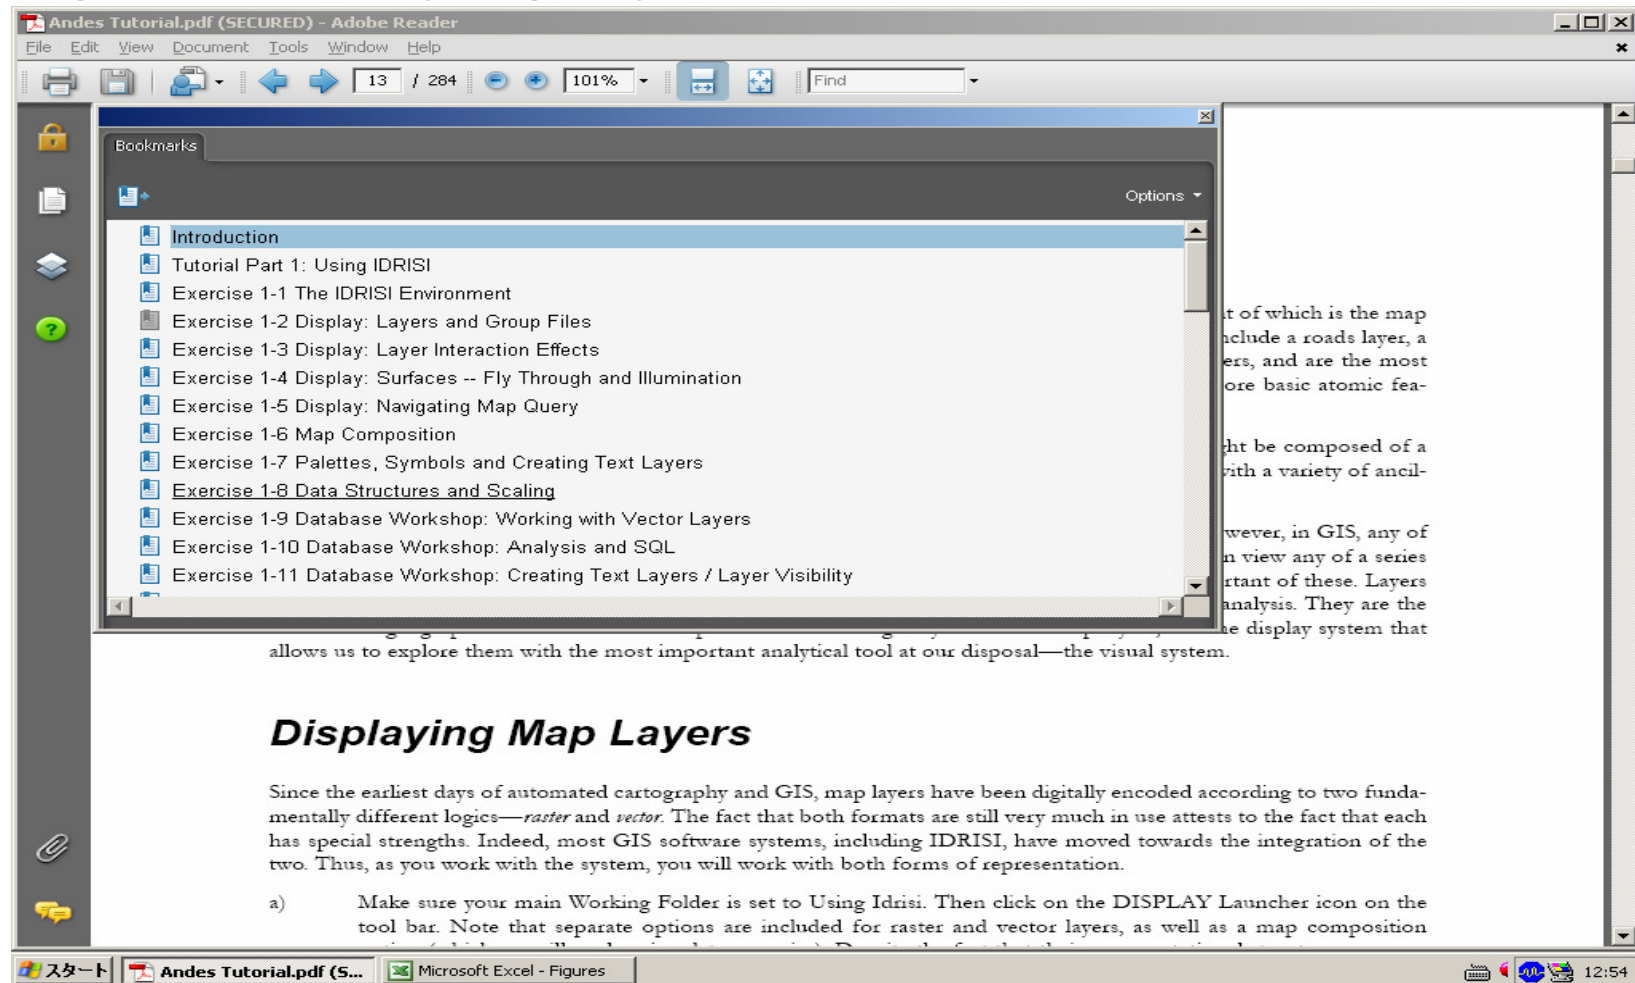 Andes Tutorial.pdf (SECURED) - Adobe Reader
File Edit View Document Tools Window Help
13 / 284 101% Find
Bookmarks
Options
Introduction
Tutorial Part 1: Using IDRISI
Exercise 1-1 The IDRISI Environment
Exercise 1-2 Display: Layers and Group Files
Exercise 1-3 Display: Layer Interaction Effects
Exercise 1-4 Display: Surfaces -- Fly Through and Illumination
Exercise 1-5 Display: Navigating Map Query
Exercise 1-6 Map Composition
Exercise 1-7 Palettes, Symbols and Creating Text Layers
Exercise 1-8 Data Structures and Scaling
Exercise 1-9 Database Workshop: Working with Vector Layers
Exercise 1-10 Database Workshop: Analysis and SQL
Exercise 1-11 Database Workshop: Creating Text Layers / Layer Visibility
of which is the map
nclude a roads layer, a
ers, and are the most
ore basic atomic fea-
ht be composed of a
with a variety of ancil-
wever, in GIS, any of
n view any of a series
rtant of these. Layers
analysis. They are the
display system that
allows us to explore them with the most important analytical tool at our disposal—the visual system.
Displaying Map Layers
Since the earliest days of automated cartography and GIS, map layers have been digitally encoded according to two funda-
mentally different logics—raster and vector. The fact that both formats are still very much in use attests to the fact that each
has special strengths. Indeed, most GIS software systems, including IDRISI, have moved towards the integration of the
two. Thus, as you work with the system, you will work with both forms of representation.
a) Make sure your main Working Folder is set to Using Idrisi. Then click on the DISPLAY Launcher icon on the
tool bar. Note that separate options are included for raster and vector layers, as well as a map composition
スタート Andes Tutorial.pdf (S... Microsoft Excel - Figures 12:54